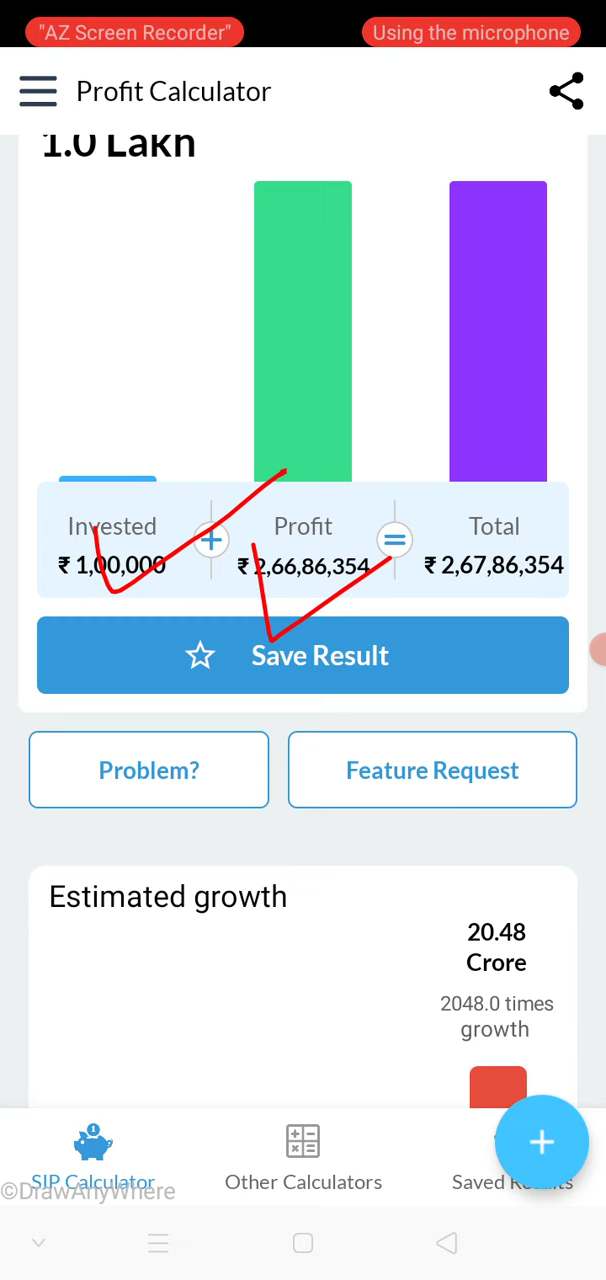 "AZ Screen Recorder" Using the microphone
Profit Calculator
1.0 Lakh
Invested Profit Total
₹ 1,00,000 ₹ 2,66,86,354 ₹ 2,67,86,354
Save Result
Problem? Feature Request
Estimated growth
20.48
Crore
2048.0 times
growth
SIP Calculator Other Calculators Saved Results
©DrawAnyWhere